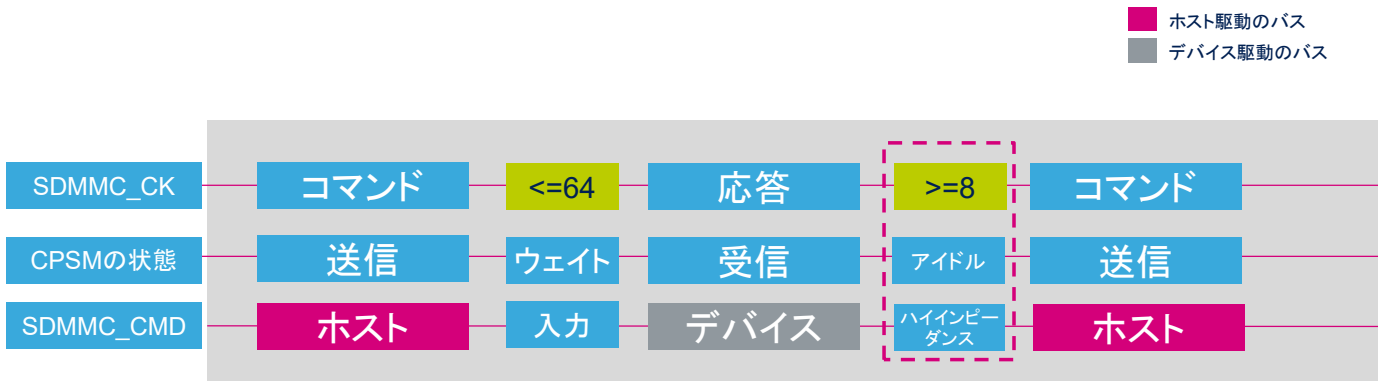 ホスト駆動のバス
デバイス駆動のバス
SDMMC_CK コマンド <=64 応答 >=8 コマンド
CPSMの状態 送信 ウェイト 受信 アイドル 送信
SDMMC_CMD ホスト 入力 デバイス ハイインピー
ダンス ホスト